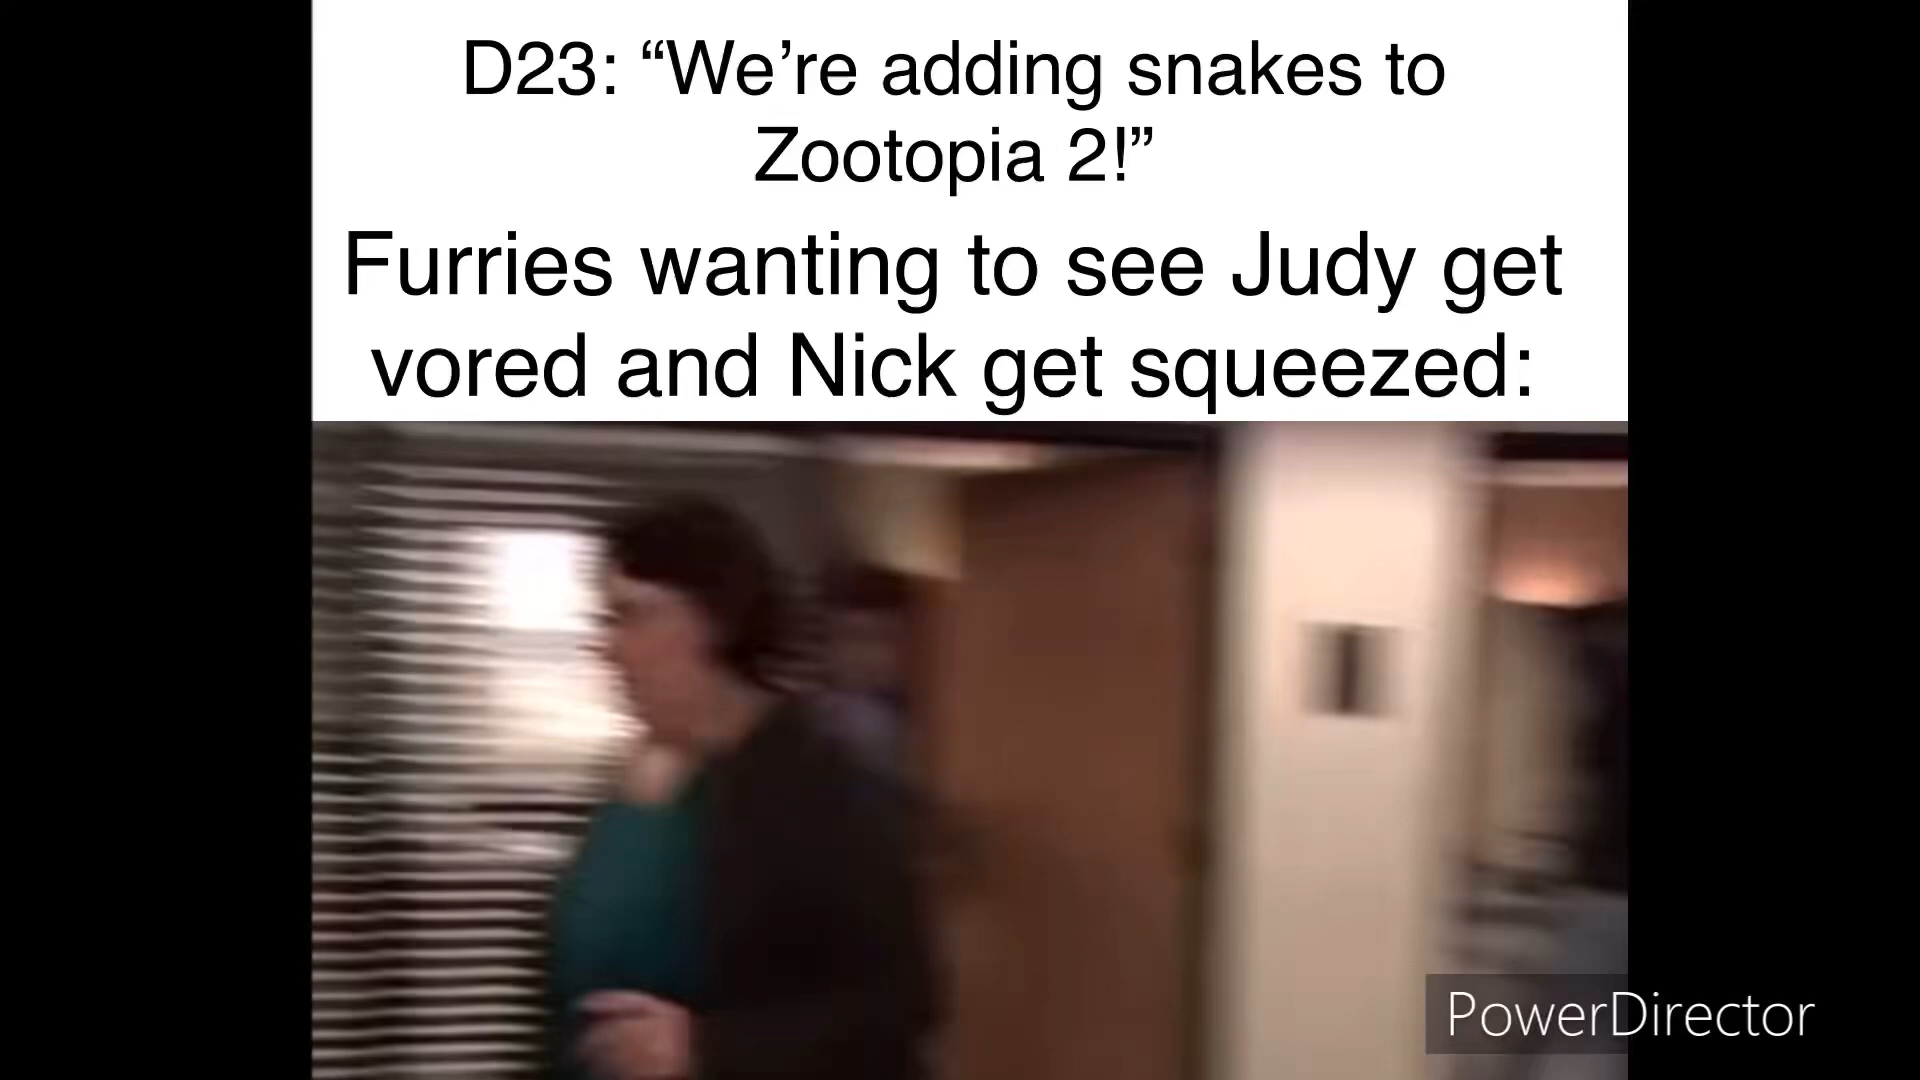 D23: “We’re adding snakes to
Zootopia 2!”
Furries wanting to see Judy get
vored and Nick get squeezed:
PowerDirector